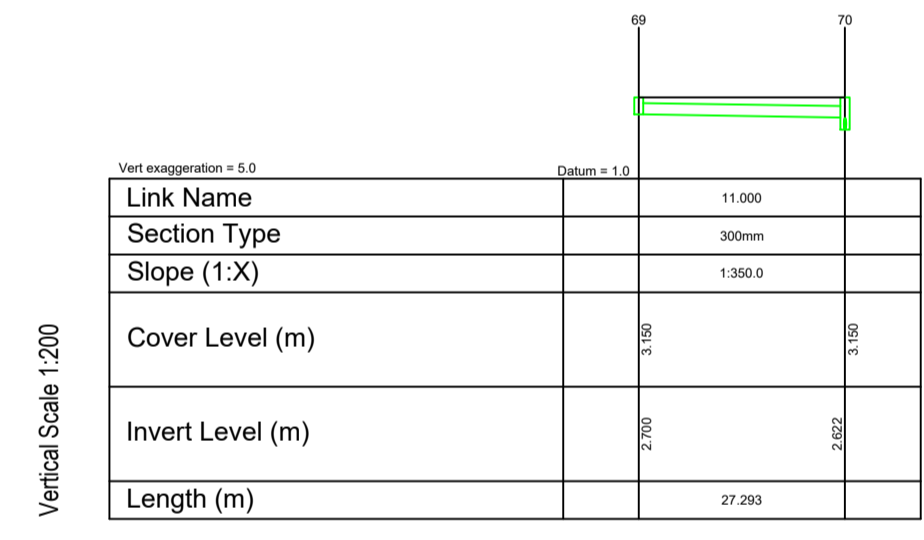 69 70
Vert exaggeration = 5.0 Datum = 1.0
Link Name 11.000
Section Type 300mm
Slope (1:X) 1:350.0
Cover Level (m) 3.150 3.150
Invert Level (m) 2.700 2.622
Length (m) 27.293
Vertical Scale 1:200